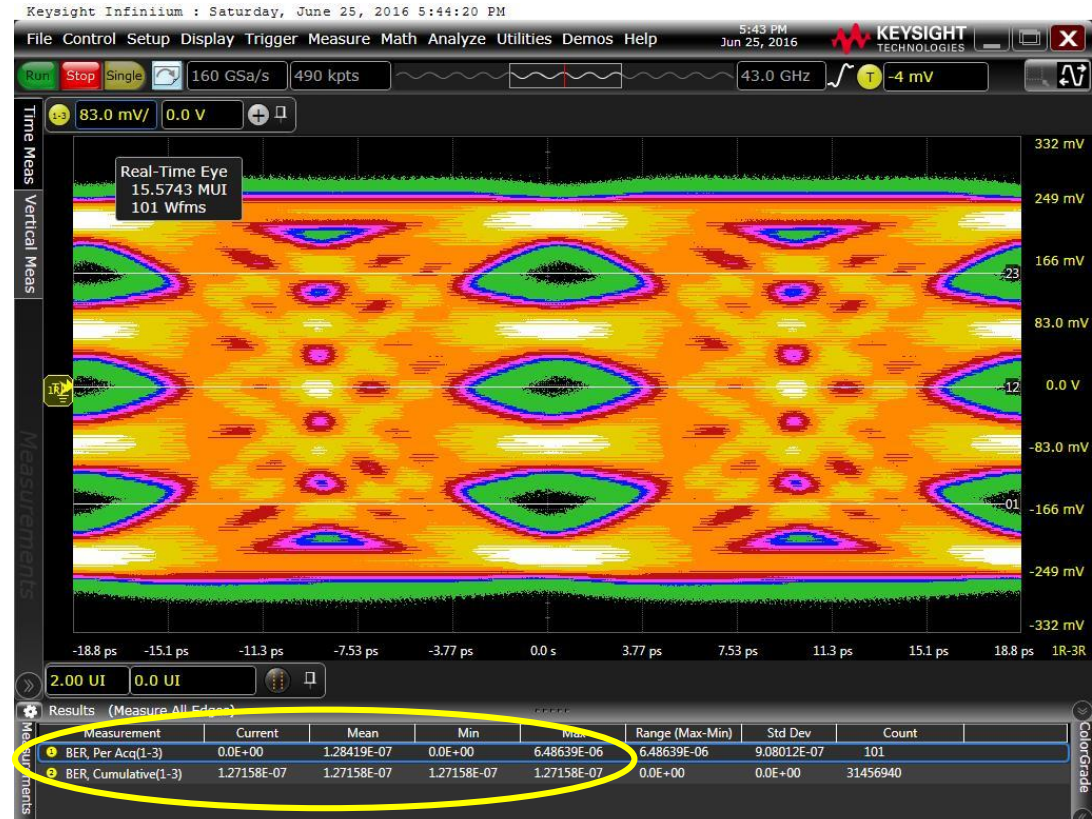 Keysight Infiniium : Saturday, June 25, 2016 5:44:20 PM
File Control Setup Display Trigger Measure Math Analyze Utilities Demos Help
5:43 PM
Jun 25, 2016
KEYSIGHT
TECHNOLOGIES
Run Stop Single 160 GSa/s 490 kpts 43.0 GHz T -4 mV
1-3 83.0 mV/ 0.0 V
Time Meas
Vertical Meas
Measurements
Real-Time Eye
15.5743 MUI
101 Wfms
332 mV
249 mV
23
166 mV
83.0 mV
12
0.0 V
-83.0 mV
01
-166 mV
-249 mV
-332 mV
-18.8 ps -15.1 ps -11.3 ps -7.53 ps -3.77 ps 0.0 s 3.77 ps 7.53 ps 11.3 ps 15.1 ps 18.8 ps 1R-3R
2.00 UI 0.0 UI
Results (Measure All Edges)
Measurement Current Mean Min Max Range (Max-Min) Std Dev Count
1 BER, Per Acq(1-3) 0.0E+00 1.28419E-07 0.0E+00 6.48639E-06 6.48639E-06 9.08012E-07 101
2 BER, Cumulative(1-3) 1.27158E-07 1.27158E-07 1.27158E-07 1.27158E-07 0.0E+00 0.0E+00 31456940
Measurements
ColorGrade